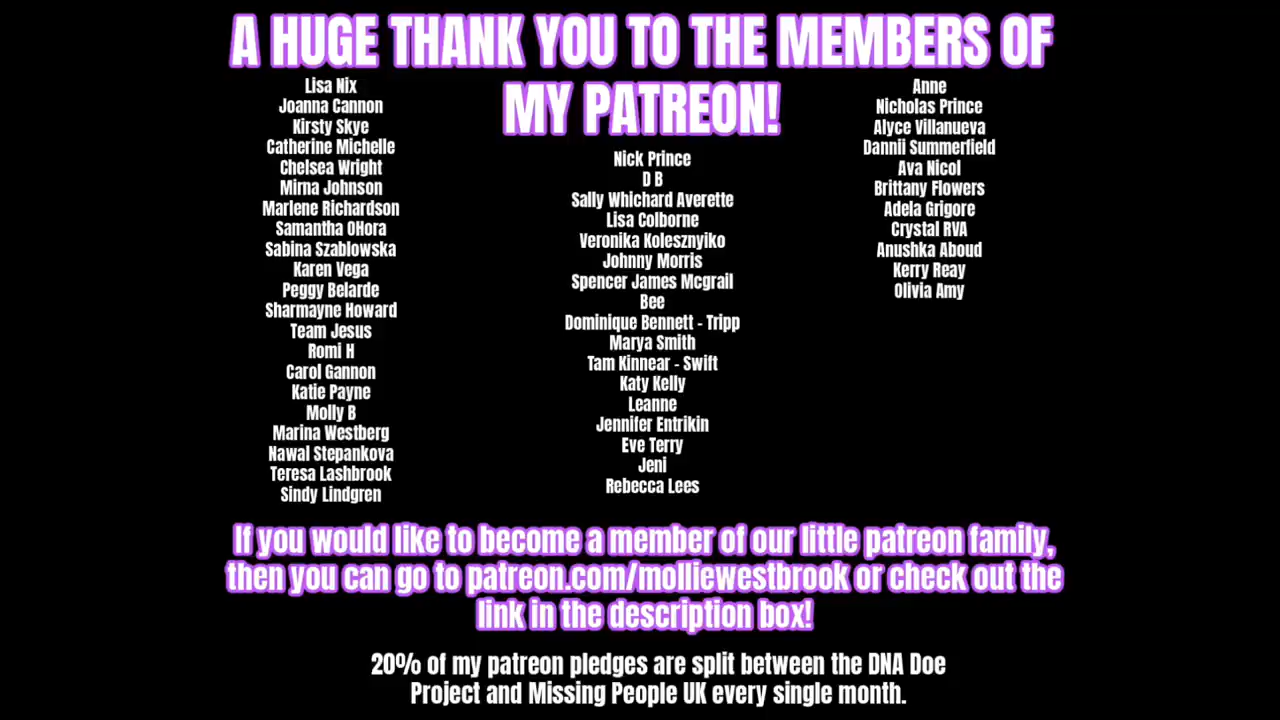 A HUGE THANK YOU TO THE MEMBERS OF
MY PATREON!
Lisa Nix
Joanna Cannon
Kirsty Skye
Catherine Michelle
Chelsea Wright
Mirna Johnson
Marlene Richardson
Samantha OHora
Sabina Szablowska
Karen Vega
Peggy Belarde
Sharmayne Howard
Team Jesus
Romi H
Carol Gannon
Katie Payne
Molly B
Marina Westberg
Nawal Stepankova
Teresa Lashbrook
Sindy Lindgren
Nick Prince
D B
Sally Whichard Averette
Lisa Colborne
Veronika Kolesznyiko
Johnny Morris
Spencer James Mcgrail
Bee
Dominique Bennett - Tripp
Marya Smith
Tam Kinnear - Swift
Katy Kelly
Leanne
Jennifer Entrikin
Eve Terry
Jeni
Rebecca Lees
Anne
Nicholas Prince
Alyce Villanueva
Dannii Summerfield
Ava Nicol
Brittany Flowers
Adela Grigore
Crystal RVA
Anushka Aboud
Kerry Reay
Olivia Amy
If you would like to become a member of our little patreon family,
then you can go to patreon.com/molliewestbrook or check out the
link in the description box!
20% of my patreon pledges are split between the DNA Doe
Project and Missing People UK every single month.